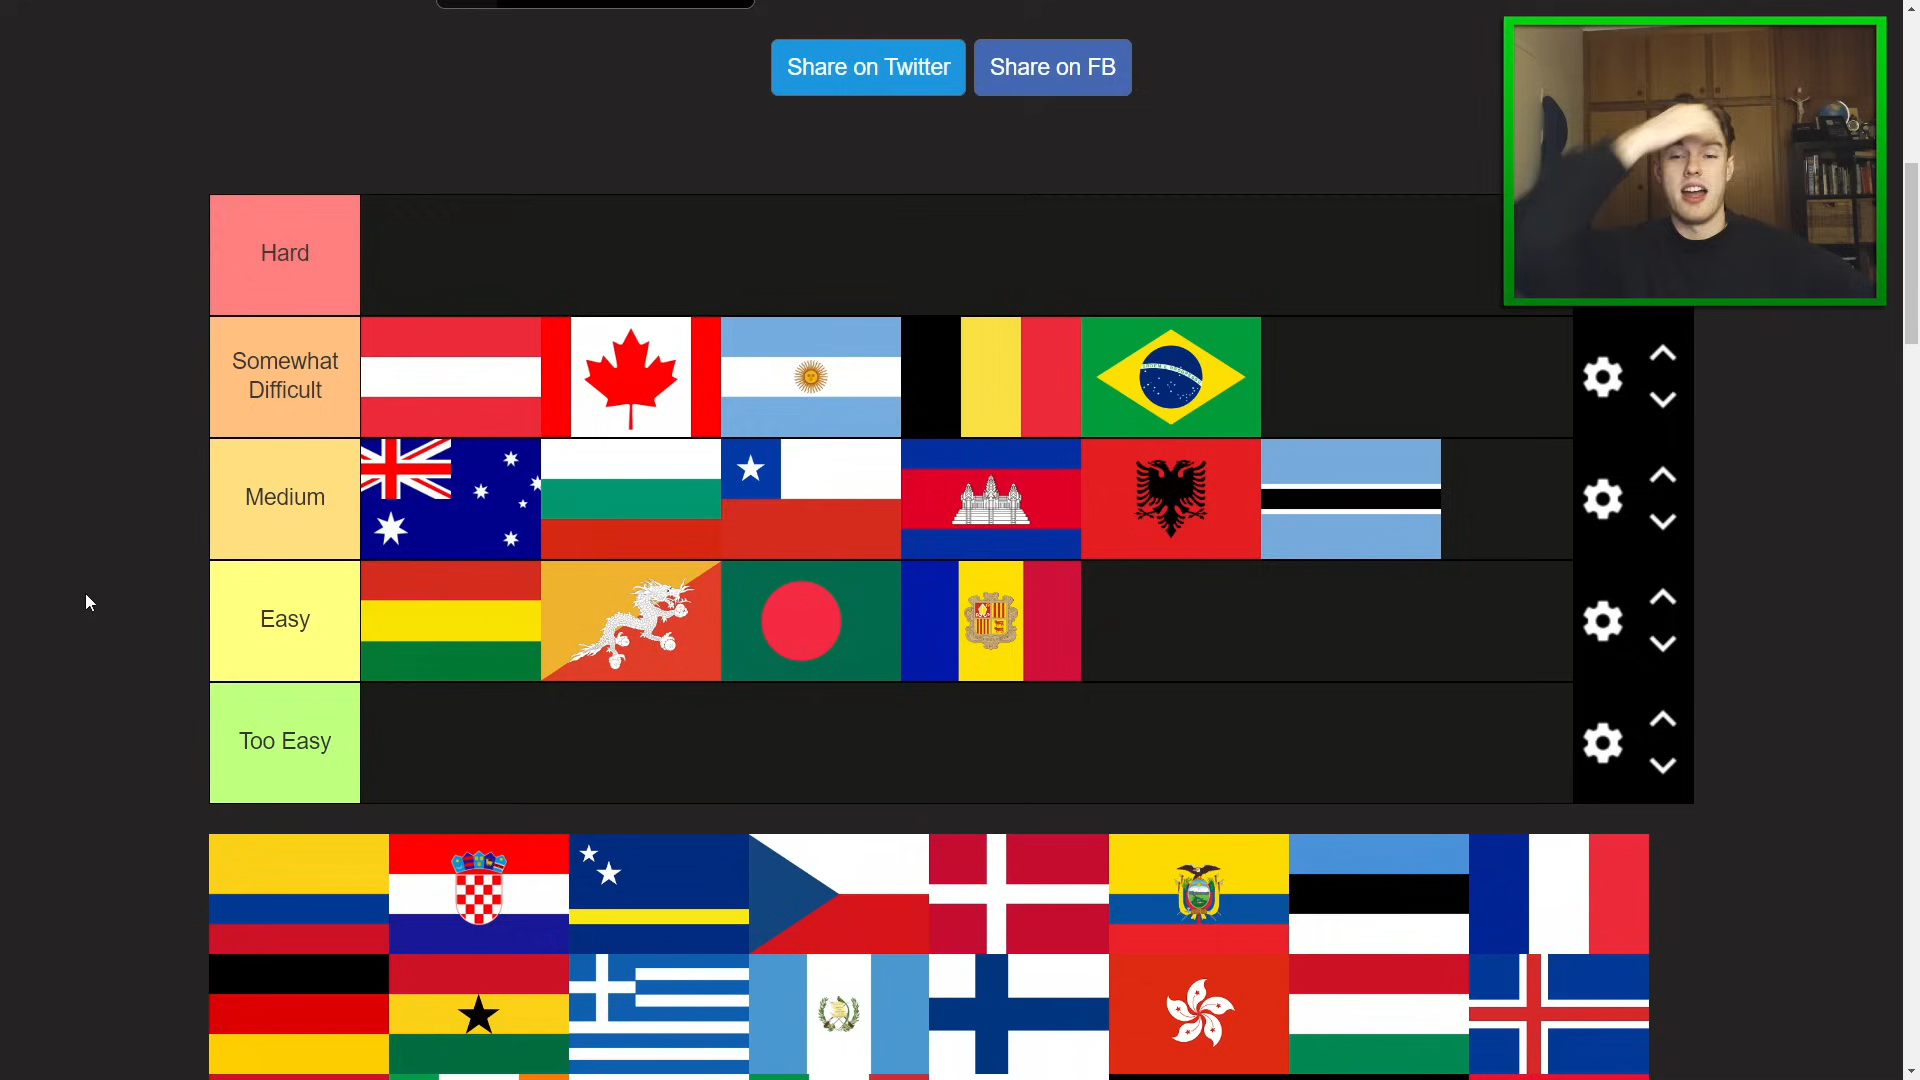 Share on Twitter
Share on FB
Hard
Somewhat
Difficult
Medium
Easy
Too Easy